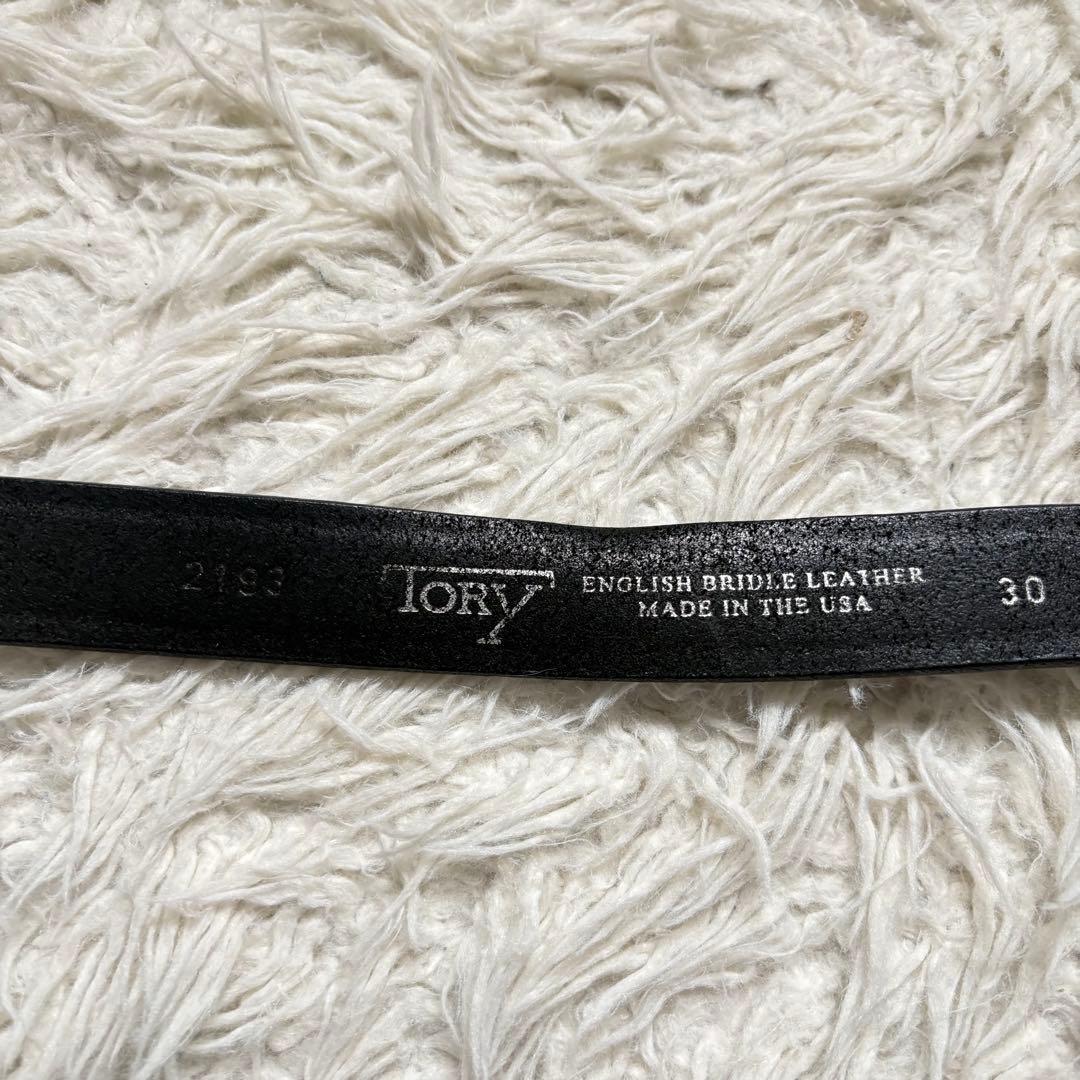 2193
TORY
ENGLISH BRIDLE LEATHER
MADE IN THE USA
30